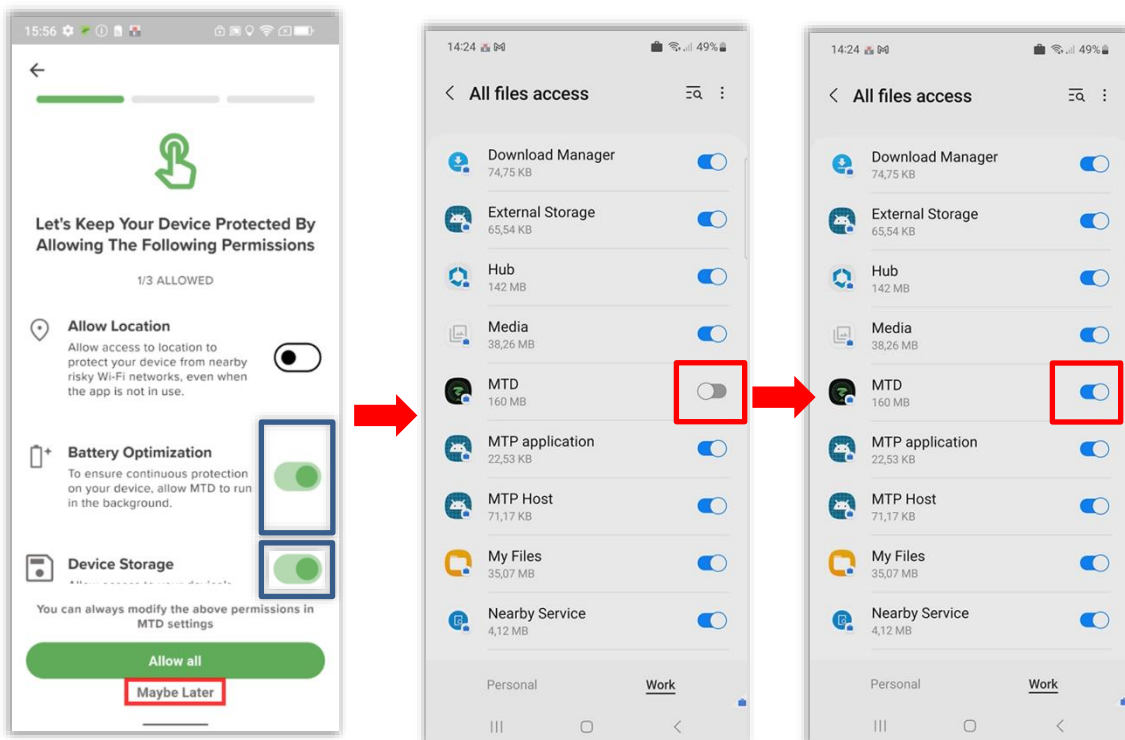 15:56
Let's Keep Your Device Protected By
Allowing The Following Permissions
1/3 ALLOWED
Allow Location
Allow access to location to
protect your device from nearby
risky Wi-Fi networks, even when
the app is not in use.
Battery Optimization
To ensure continuous protection
on your device, allow MTD to run
in the background.
Device Storage
You can always modify the above permissions in
MTD settings
Allow all
Maybe Later
14:24
49%
All files access
Download Manager
74,75 KB
External Storage
65,54 KB
Hub
142 MB
Media
38,26 MB
MTD
160 MB
MTP application
22,53 KB
MTP Host
71,17 KB
My Files
35,07 MB
Nearby Service
4,12 MB
Personal
Work
14:24
49%
All files access
Download Manager
74,75 KB
External Storage
65,54 KB
Hub
142 MB
Media
38,26 MB
MTD
160 MB
MTP application
22,53 KB
MTP Host
71,17 KB
My Files
35,07 MB
Nearby Service
4,12 MB
Personal
Work